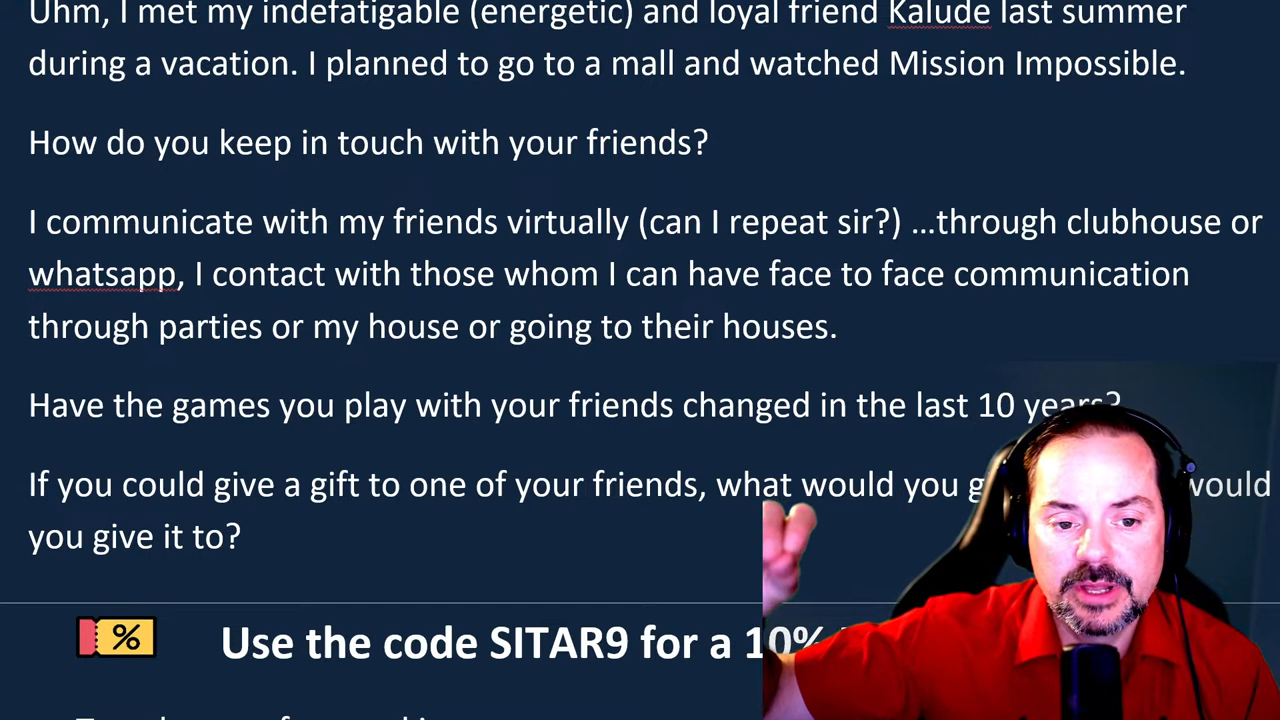 Uhm, I met my indefatigable (energetic) and loyal friend Kalude last summer
during a vacation. I planned to go to a mall and watched Mission Impossible.
How do you keep in touch with your friends?
I communicate with my friends virtually (can I repeat sir?) …through clubhouse or
whatsapp, I contact with those whom I can have face to face communication
through parties or my house or going to their houses.
Have the games you play with your friends changed in the last 10 years?
If you could give a gift to one of your friends, what would you would
you give it to?
%
Use the code SITAR9 for a 10%